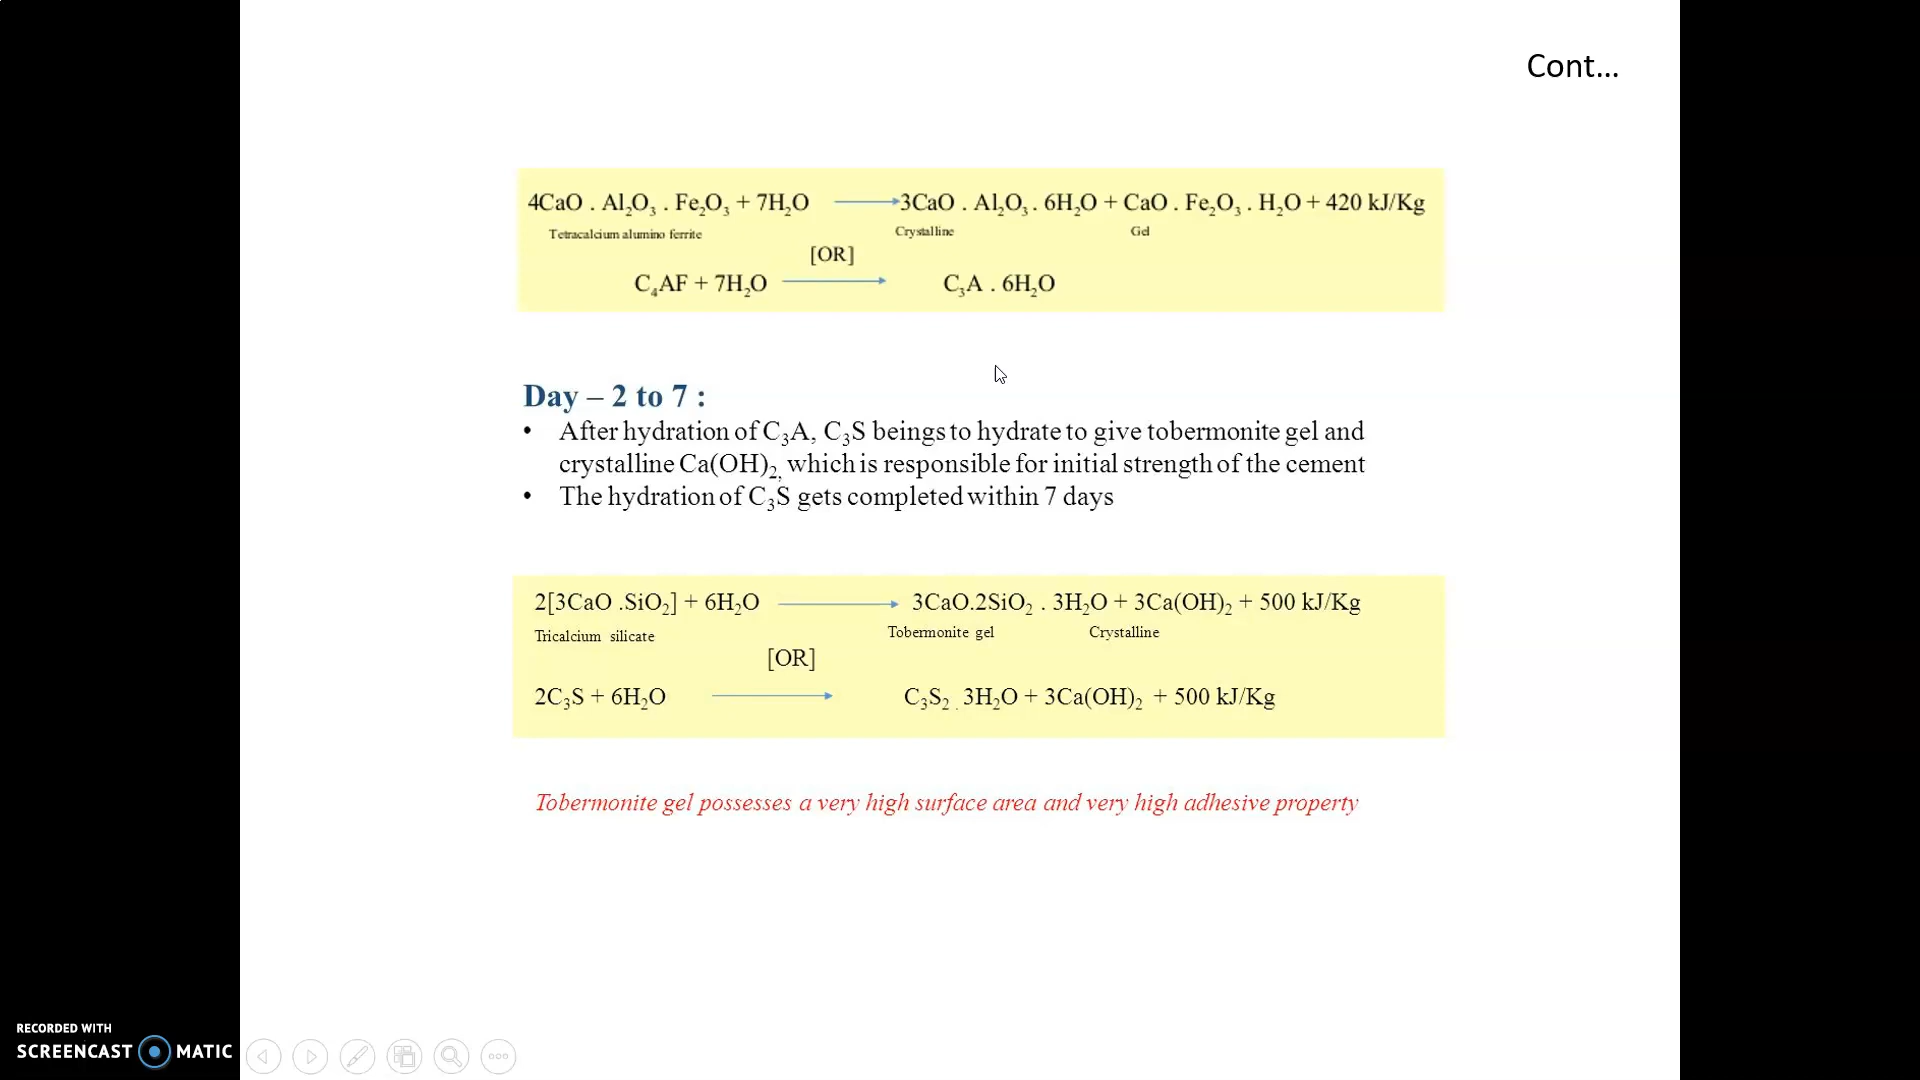 Cont...
4CaO . Al₂O₃ . Fe₂O₃ + 7H₂O ⟶ 3CaO . Al₂O₃ . 6H₂O + CaO . Fe₂O₃ . H₂O + 420 kJ/Kg
Tetracalcium alumino ferrite Crystalline Gel
[OR]
C₄AF + 7H₂O ⟶ C₃A . 6H₂O
Day – 2 to 7 :
• After hydration of C₃A, C₃S beings to hydrate to give tobermonite gel and
crystalline Ca(OH)₂, which is responsible for initial strength of the cement
• The hydration of C₃S gets completed within 7 days
2[3CaO .SiO₂] + 6H₂O ⟶ 3CaO.2SiO₂ . 3H₂O + 3Ca(OH)₂ + 500 kJ/Kg
Tricalcium silicate Tobermonite gel Crystalline
[OR]
2C₃S + 6H₂O ⟶ C₃S₂ . 3H₂O + 3Ca(OH)₂ + 500 kJ/Kg
Tobermonite gel possesses a very high surface area and very high adhesive property
RECORDED WITH
SCREENCAST MATIC